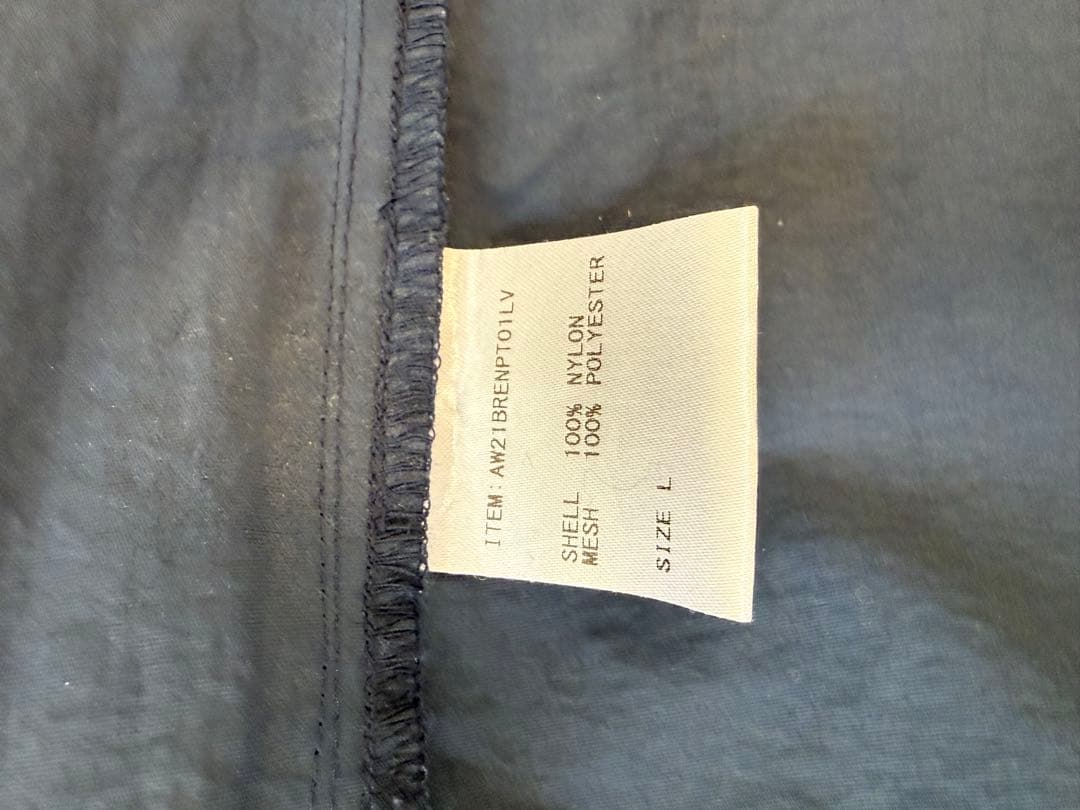 ITEM: AW21BRENPT01LV
SHELL 100% NYLON
MESH 100% POLYESTER
SIZE L